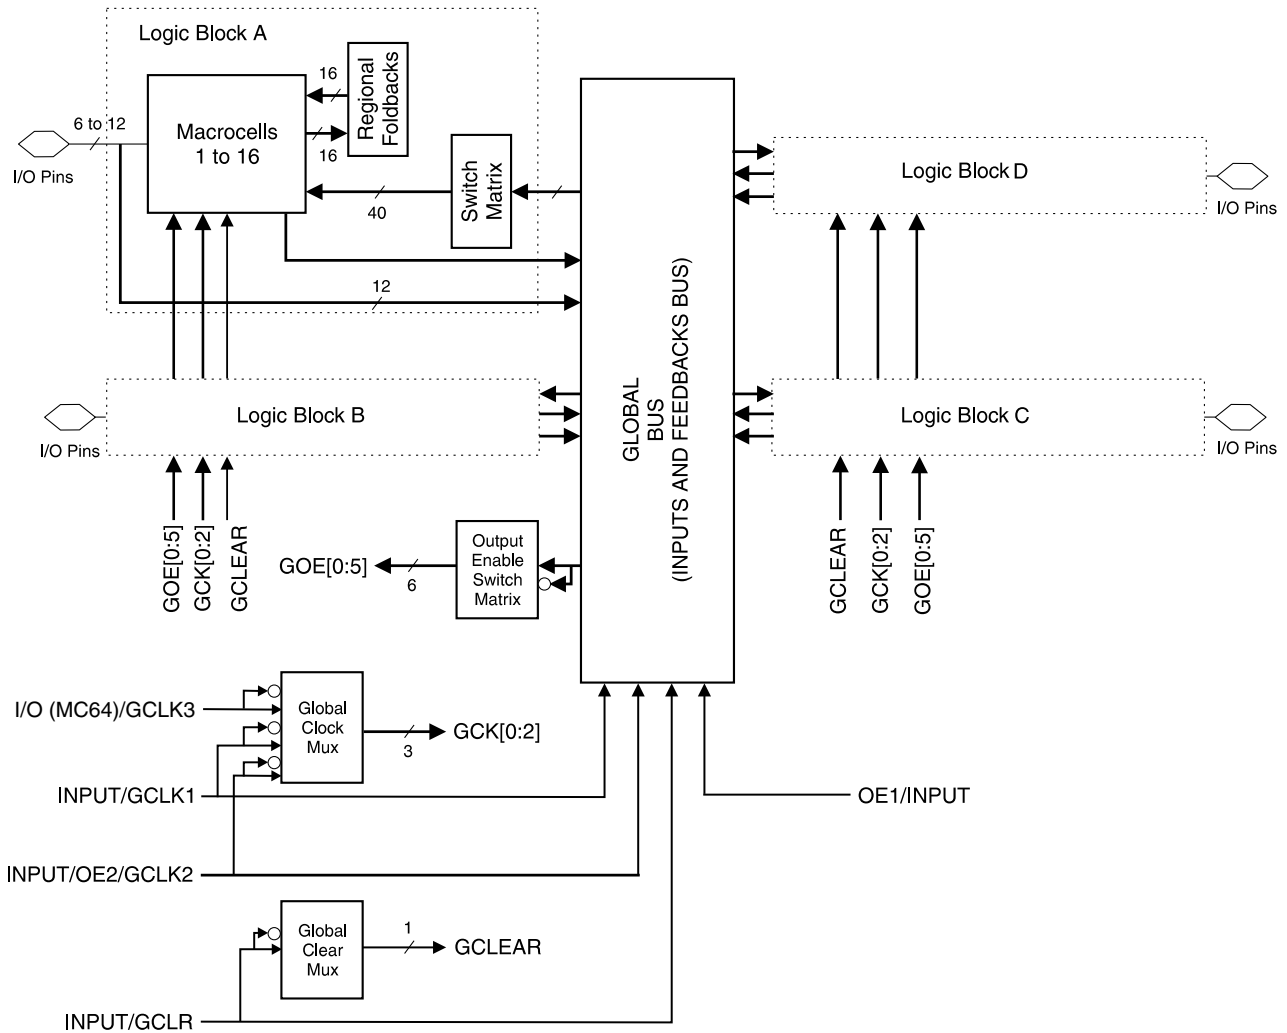 Logic Block A
16
Regional
Foldbacks
6 to 12
Macrocells
1 to 16
16
I/O Pins
Switch
Matrix
40
12
Logic Block D
I/O Pins
GLOBAL
BUS
(INPUTS AND FEEDBACKS BUS)
Logic Block B
I/O Pins
Logic Block C
I/O Pins
GOE[0:5]
GCK[0:2]
GCLEAR
GOE[0:5]
6
Output
Enable
Switch
Matrix
GCLEAR
GCK[0:2]
GOE[0:5]
I/O (MC64)/GCLK3
Global
Clock
Mux
3
GCK[0:2]
INPUT/GCLK1
OE1/INPUT
INPUT/OE2/GCLK2
Global
Clear
Mux
1
GCLEAR
INPUT/GCLR